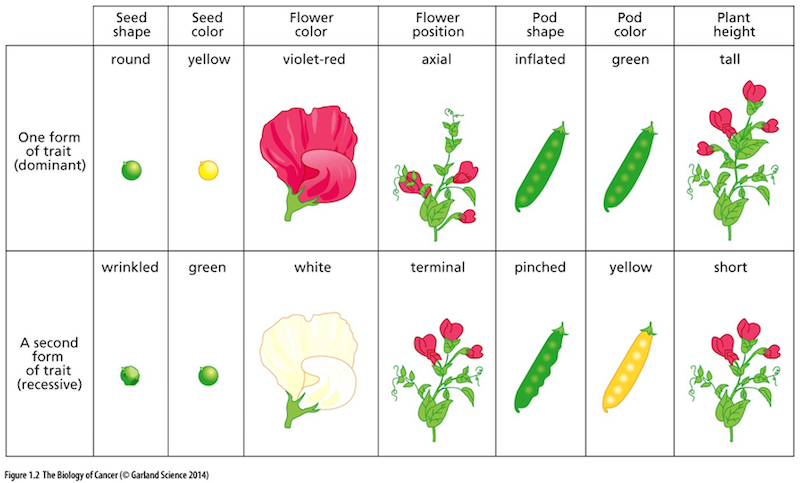 Seed shape
Seed color
Flower color
Flower position
Pod shape
Pod color
Plant height
One form of trait (dominant)
round
yellow
violet-red
axial
inflated
green
tall
A second form of trait (recessive)
wrinkled
green
white
terminal
pinched
yellow
short
Figure 1.2 The Biology of Cancer (© Garland Science 2014)